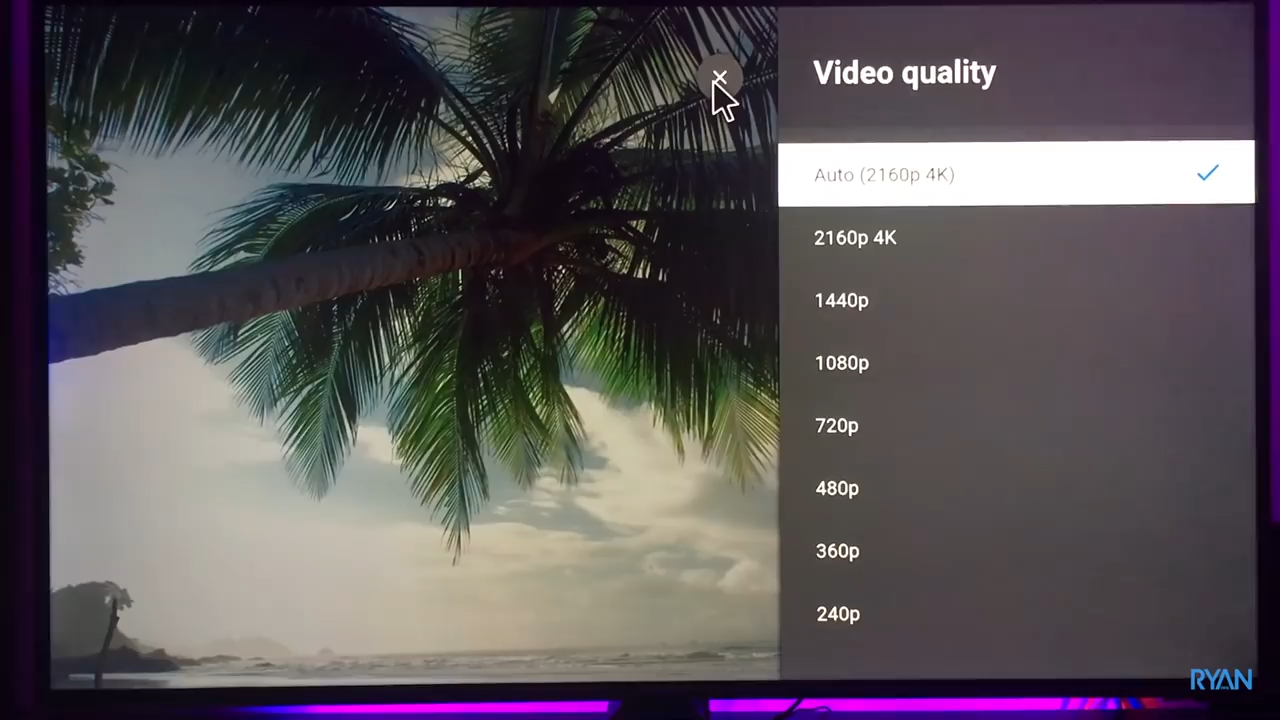 Video quality
Auto (2160p 4K)
2160p 4K
1440p
1080p
720p
480p
360p
240p
RYAN